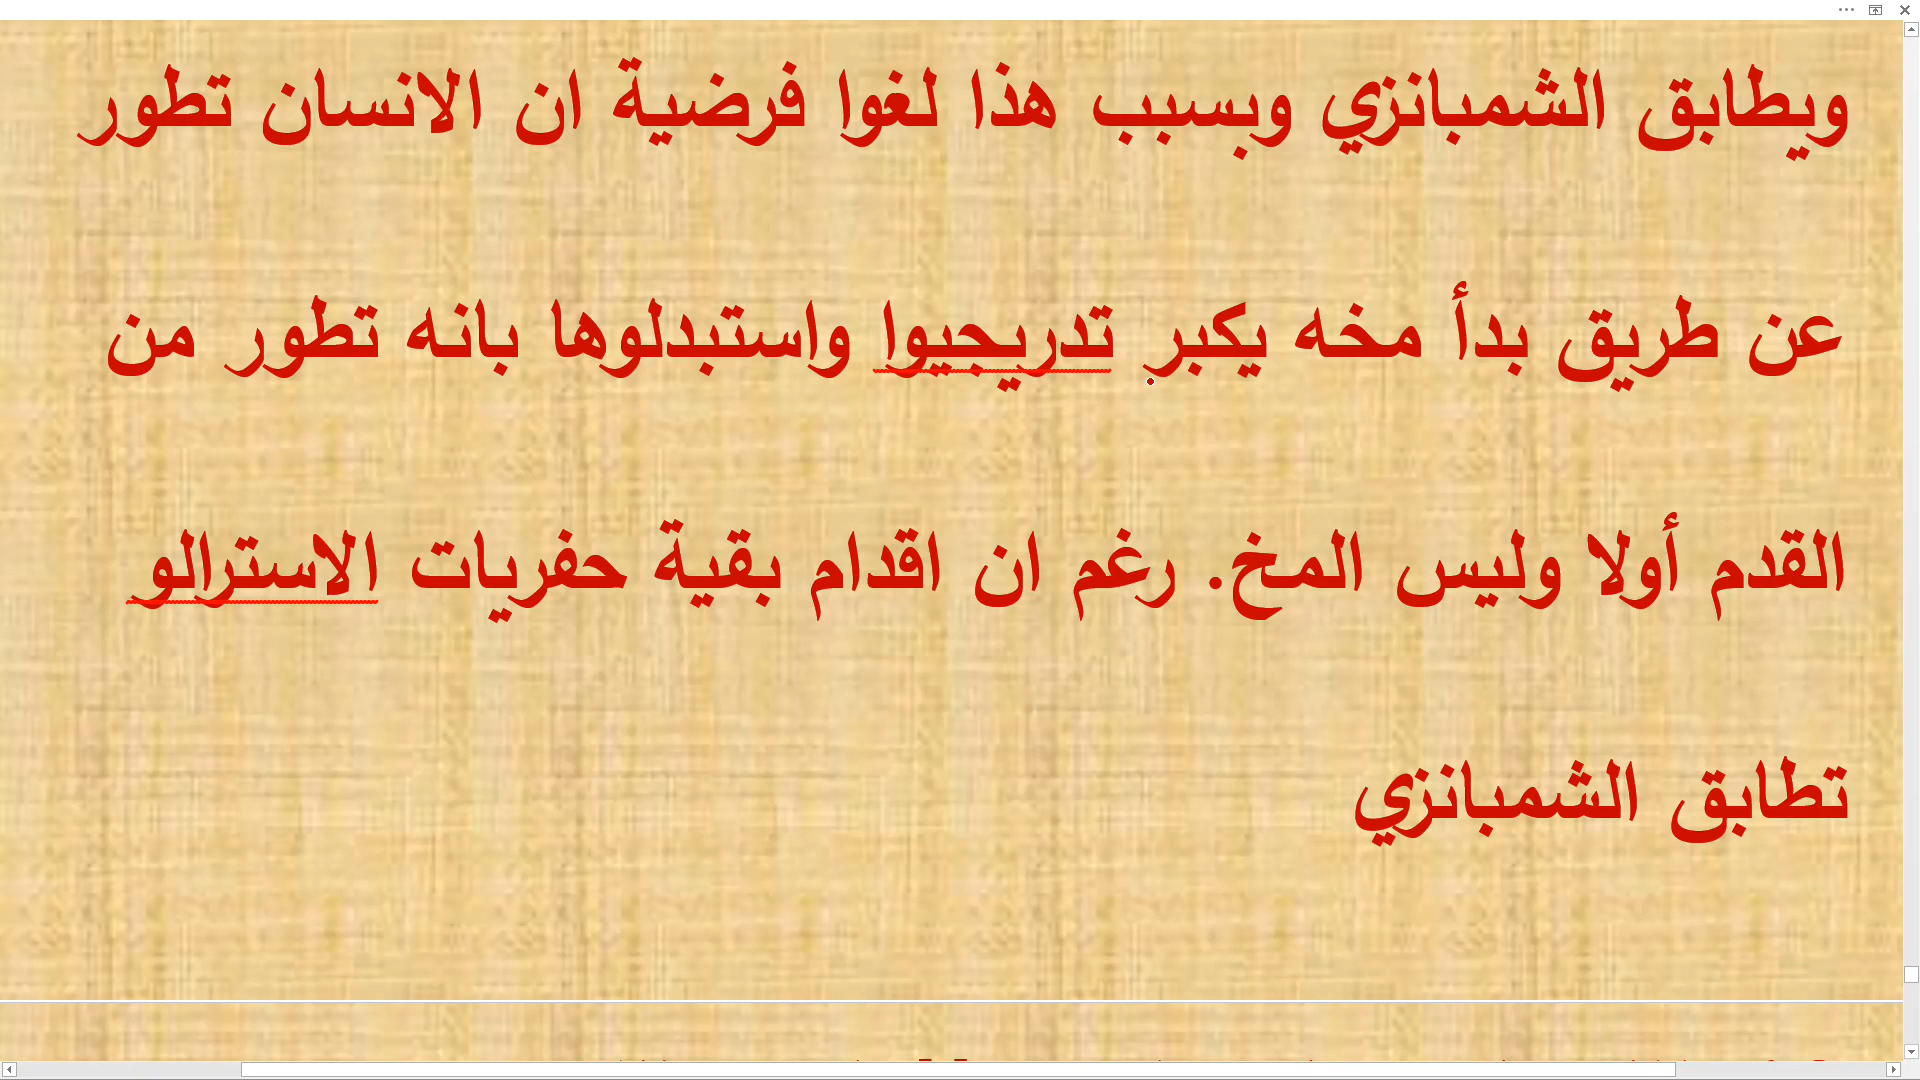 ويطابق الشمبانزي وبسبب هذا لغوا فرضية ان الانسان تطور
عن طريق بدأ مخه يكبر تدريجيوا واستبدلوها بانه تطور من
القدم أولا وليس المخ. رغم ان اقدام بقية حفريات الاسترالو
تطابق الشمبانزي